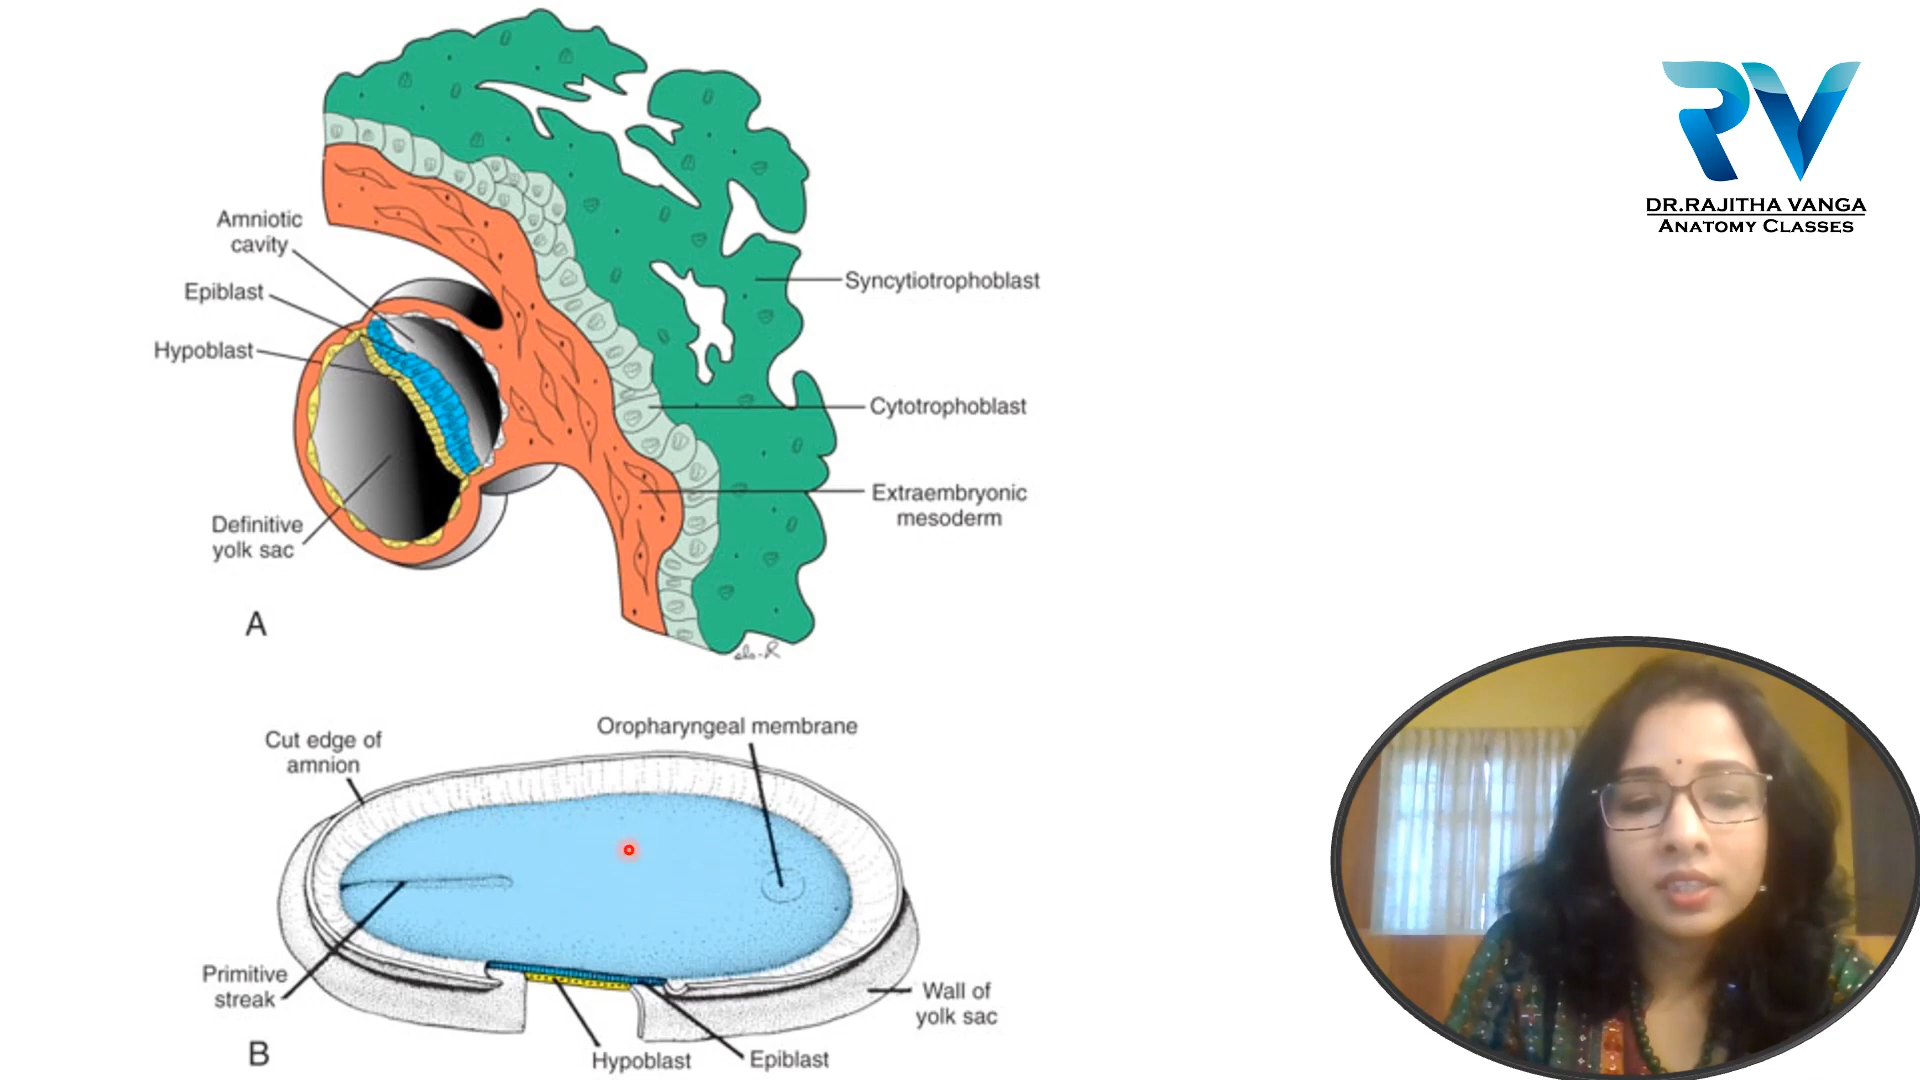 Amniotic
cavity
Epiblast
Hypoblast
Definitive
yolk sac
Syncytiotrophoblast
Cytotrophoblast
Extraembryonic
mesoderm
A
DR.RAJITHA VANGA
ANATOMY CLASSES
Cut edge of
amnion
Oropharyngeal membrane
Primitive
streak
Wall of
yolk sac
Hypoblast
Epiblast
B